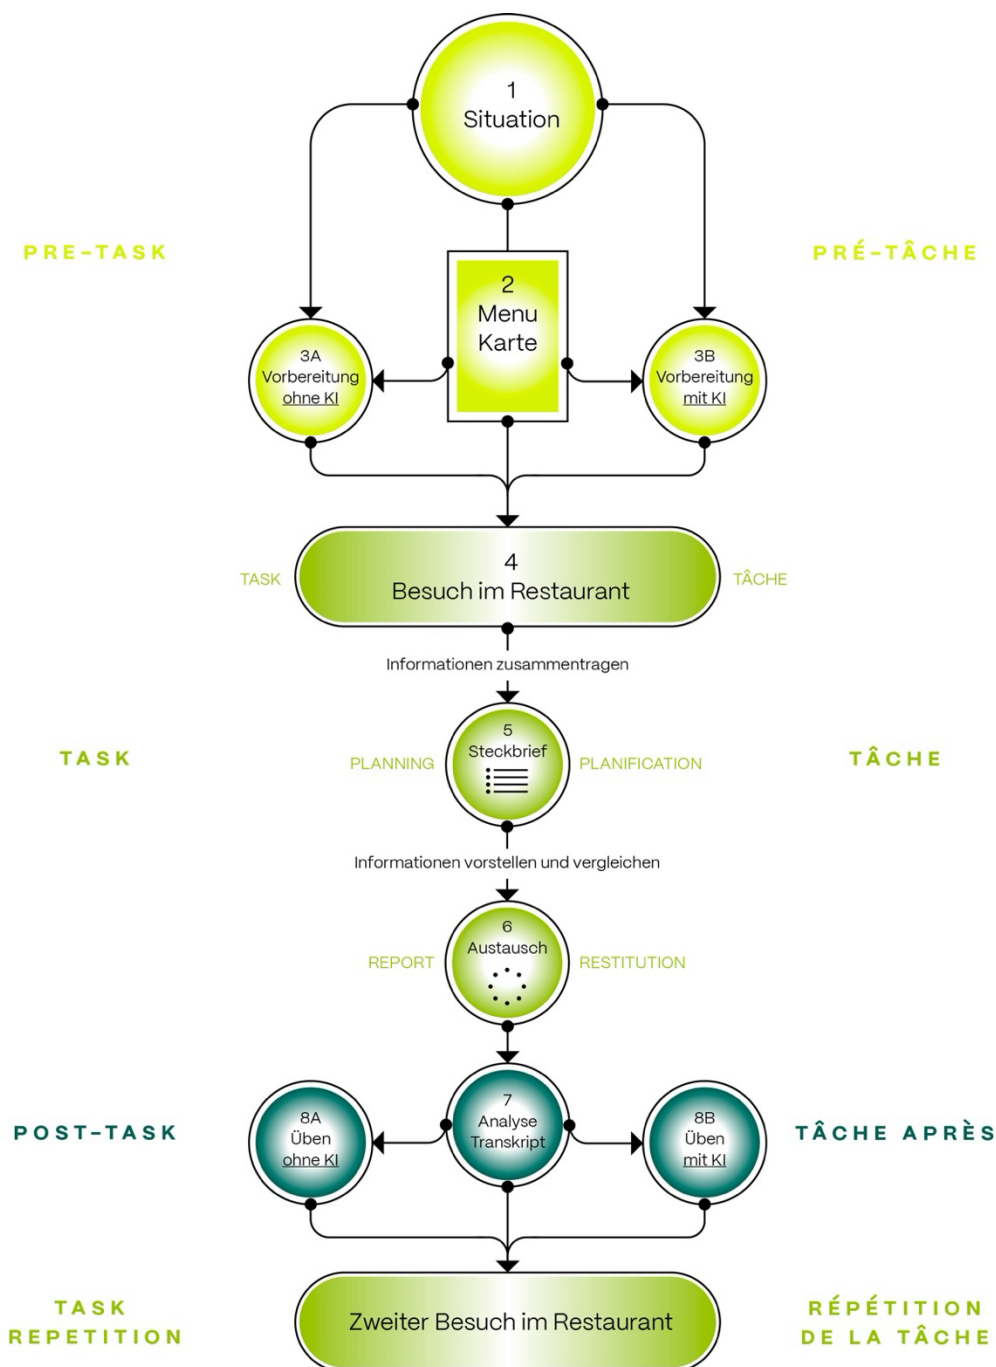 1
Situation
PRE-TASK
PRÉ-TÂCHE
2
Menu
Karte
3A
Vorbereitung
ohne KI
3B
Vorbereitung
mit KI
TASK
4
Besuch im Restaurant
TÂCHE
Informationen zusammentragen
TASK
PLANNING
5
Steckbrief
PLANIFICATION
TÂCHE
Informationen vorstellen und vergleichen
REPORT
6
Austausch
RESTITUTION
POST-TASK
8A
Üben
ohne KI
7
Analyse
Transkript
8B
Üben
mit KI
TÂCHE APRÈS
TASK
REPETITION
Zweiter Besuch im Restaurant
RÉPÉTITION
DE LA TÂCHE